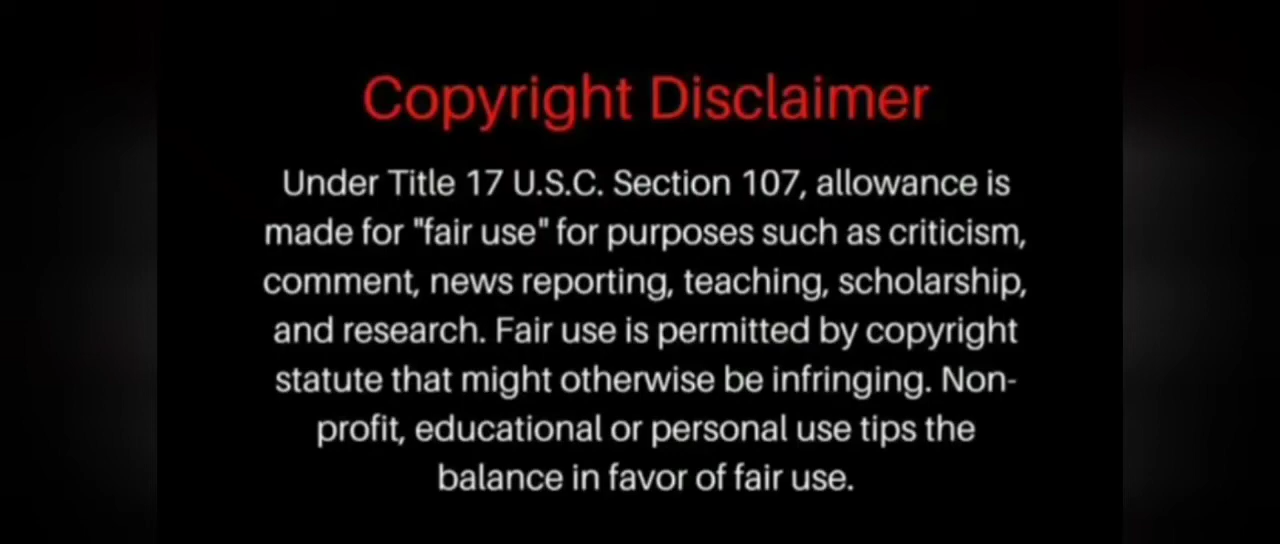 Copyright Disclaimer
Under Title 17 U.S.C. Section 107, allowance is
made for "fair use" for purposes such as criticism,
comment, news reporting, teaching, scholarship,
and research. Fair use is permitted by copyright
statute that might otherwise be infringing. Non-
profit, educational or personal use tips the
balance in favor of fair use.